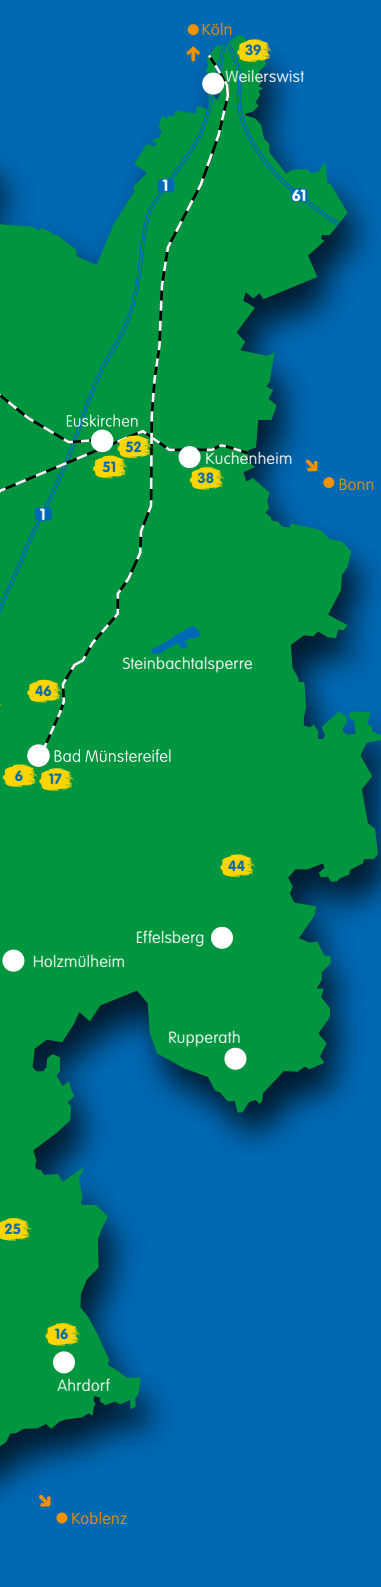 Köln
39
Weilerswist
1
61
Euskirchen
52
51
Kuchenheim
38
Bonn
1
Steinbachtalsperre
46
Bad Münstereifel
6
17
44
Effelsberg
Holzmülheim
Rupperath
25
16
Ahrdorf
Koblenz